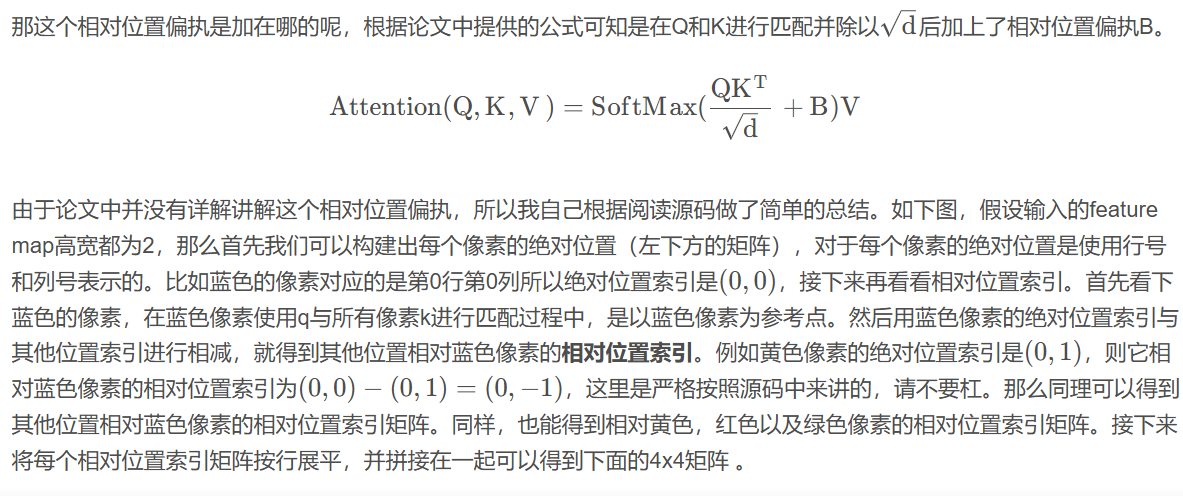 那这个相对位置偏执是加在哪的呢，根据论文中提供的公式可知是在Q和K进行匹配并除以√d后加上了相对位置偏执B。
Attention(Q, K, V) = SoftMax(QKᵀ/√d + B)V
由于论文中并没有详解讲解这个相对位置偏执，所以我自己根据阅读源码做了简单的总结。如下图，假设输入的feature
map高宽都为2，那么首先我们可以构建出每个像素的绝对位置（左下方的矩阵），对于每个像素的绝对位置是使用行号
和列号表示的。比如蓝色的像素对应的是第0行第0列所以绝对位置索引是(0, 0)，接下来再看看相对位置索引。首先看下
蓝色的像素，在蓝色像素使用q与所有像素k进行匹配过程中，是以蓝色像素为参考点。然后用蓝色像素的绝对位置索引与
其他位置索引进行相减，就得到其他位置相对蓝色像素的相对位置索引。例如黄色像素的绝对位置索引是(0, 1)，则它相
对蓝色像素的相对位置索引为(0, 0) − (0, 1) = (0, −1)，这里是严格按照源码中来讲的，请不要杠。那么同理可以得到
其他位置相对蓝色像素的相对位置索引矩阵。同样，也能得到相对黄色，红色以及绿色像素的相对位置索引矩阵。接下来
将每个相对位置索引矩阵按行展平，并拼接在一起可以得到下面的4x4矩阵 。